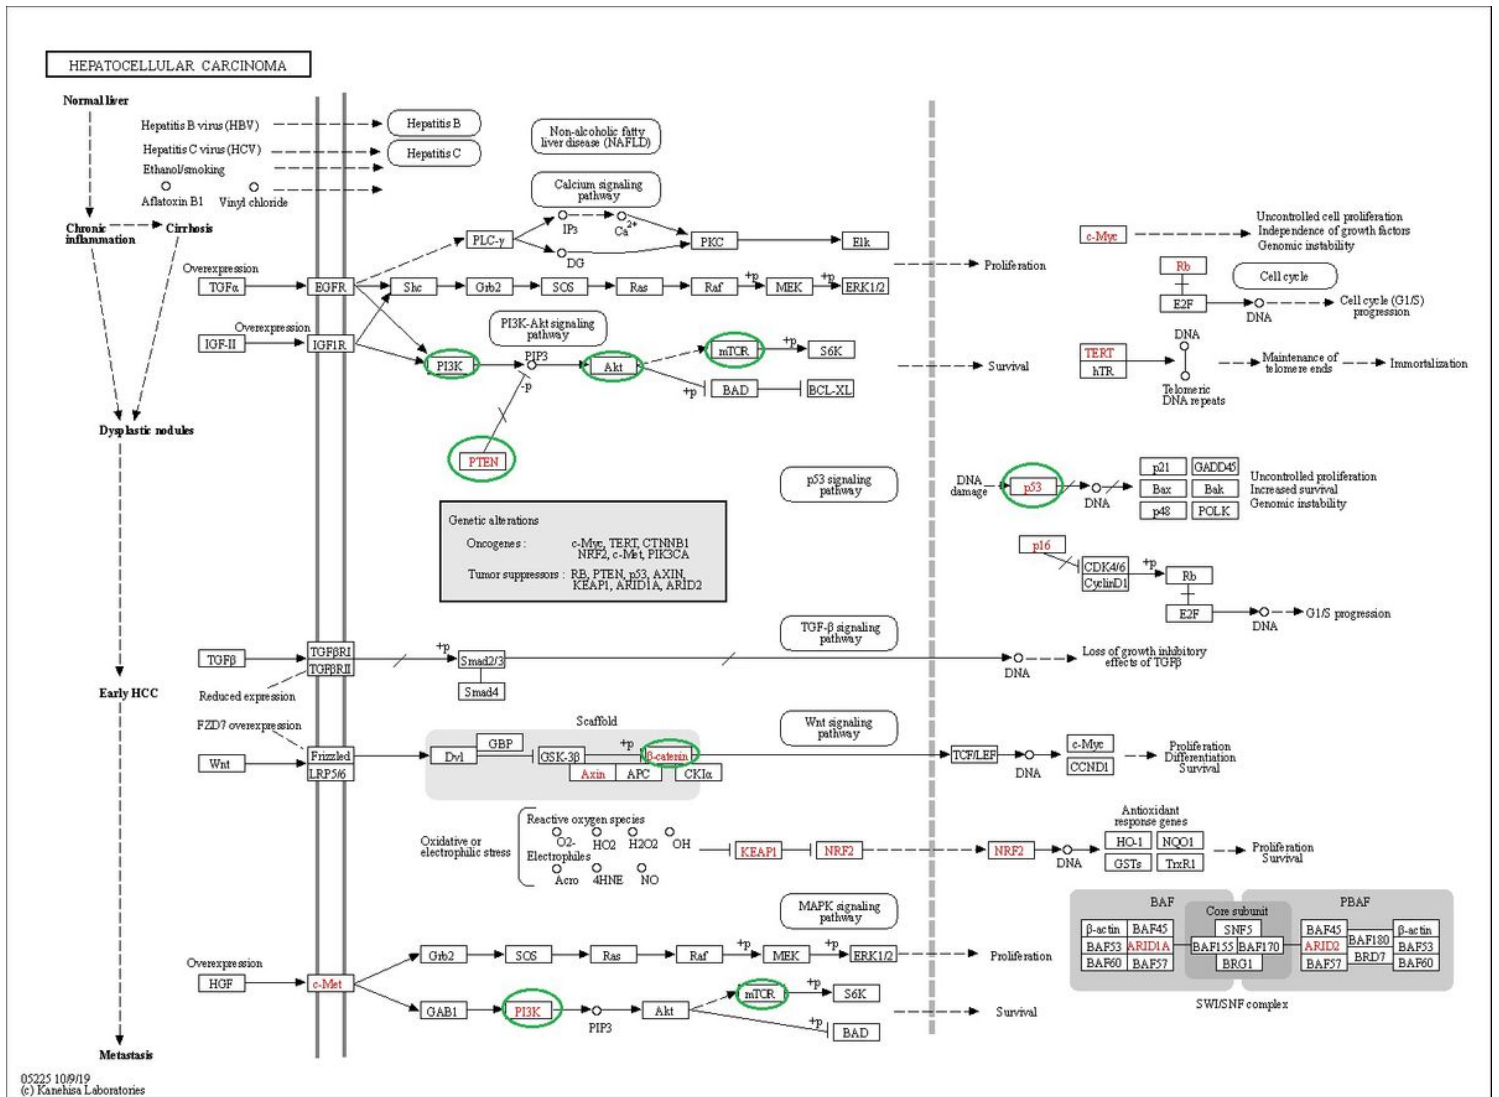 HEPATOCELLULAR CARCINOMA
Normal liver
Hepatitis B virus (HBV)
Hepatitis B
Hepatitis C virus (HCV)
Hepatitis C
Ethanol/smoking
Aflatoxin B1
Vinyl chloride
Non-alcoholic fatty
liver disease (NAFLD)
Calcium signaling
pathway
Chronic
inflammation
Cirrhosis
PLC-γ
IP3
Ca2+
DG
PKC
Elk
Overexpression
TGFα
EGFR
Shc
Grb2
SOS
Ras
Raf
+p
MEK
+p
ERK1/2
Proliferation
c-Myc
Uncontrolled cell proliferation
Independence of growth factors
Genomic instability
Rb
Cell cycle
E2F
DNA
Cell cycle (G1/S)
progression
Overexpression
IGF-II
IGF1R
PI3K-Akt signaling
pathway
PI3K
PIP3
-p
Akt
mTOR
+p
S6K
+p
BAD
BCL-XL
Survival
TERT
hTR
DNA
Telomeric
DNA repeats
Maintenance of
telomere ends
Immortalization
Dysplastic nodules
PTEN
p53 signaling
pathway
DNA
damage
p53
DNA
p21
GADD45
Bax
Bak
p48
POLK
Uncontrolled proliferation
Increased survival
Genomic instability
Genetic alterations
Oncogenes : c-Myc, TERT, CTNNB1
NRF2, c-Met, PIK3CA
Tumor suppressors : RB, PTEN, p53, AXIN,
KEAP1, ARID1A, ARID2
p16
CDK4/6
CyclinD1
+p
Rb
E2F
DNA
G1/S progression
TGF-β signaling
pathway
TGFβ
TGFβRI
TGFβRII
+p
Smad2/3
Smad4
DNA
Loss of growth inhibitory
effects of TGFβ
Reduced expression
Early HCC
FZD7 overexpression
Wnt
Frizzled
LRP5/6
Scaffold
Dvl
GBP
GSK-3β
+p
β-catenin
Axin
APC
CKIα
Wnt signaling
pathway
TCF/LEF
DNA
c-Myc
CCND1
Proliferation
Differentiation
Survival
Oxidative or
electrophilic stress
Reactive oxygen species
O2-
HO2
H2O2
OH
Electrophiles
Acro
4HNE
NO
KEAP1
NRF2
NRF2
DNA
Antioxidant
response genes
HO-1
NQO1
GSTs
TrxR1
Proliferation
Survival
MAPK signaling
pathway
Overexpression
HGF
c-Met
Grb2
SOS
Ras
Raf
+p
MEK
+p
ERK1/2
Proliferation
GAB1
PI3K
PIP3
Akt
mTOR
+p
S6K
+p
BAD
Survival
BAF
PBAF
Core subunit
β-actin
BAF45
SNF5
BAF45
BAF180
β-actin
BAF53
ARID1A
BAF155
BAF170
ARID2
BAF53
BAF60
BAF57
BRG1
BAF57
BRD7
BAF60
SWI/SNF complex
Metastasis
05225 10/9/19
(c) Kanehisa Laboratories